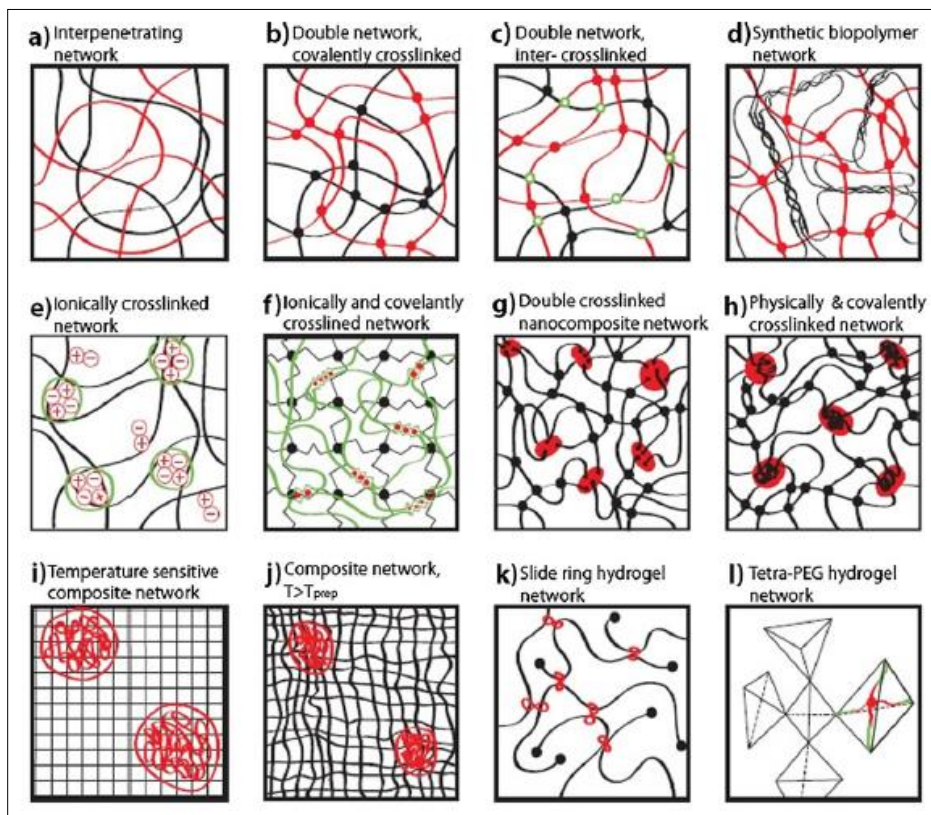 a) Interpenetrating
network
b) Double network,
covalently crosslinked
c) Double network,
inter- crosslinked
d) Synthetic biopolymer
network
e) Ionically crosslinked
network
f) Ionically and covelantly
crosslined network
g) Double crosslinked
nanocomposite network
h) Physically & covalently
crosslinked network
i) Temperature sensitive
composite network
j) Composite network,
T>Tprep
k) Slide ring hydrogel
network
l) Tetra-PEG hydrogel
network